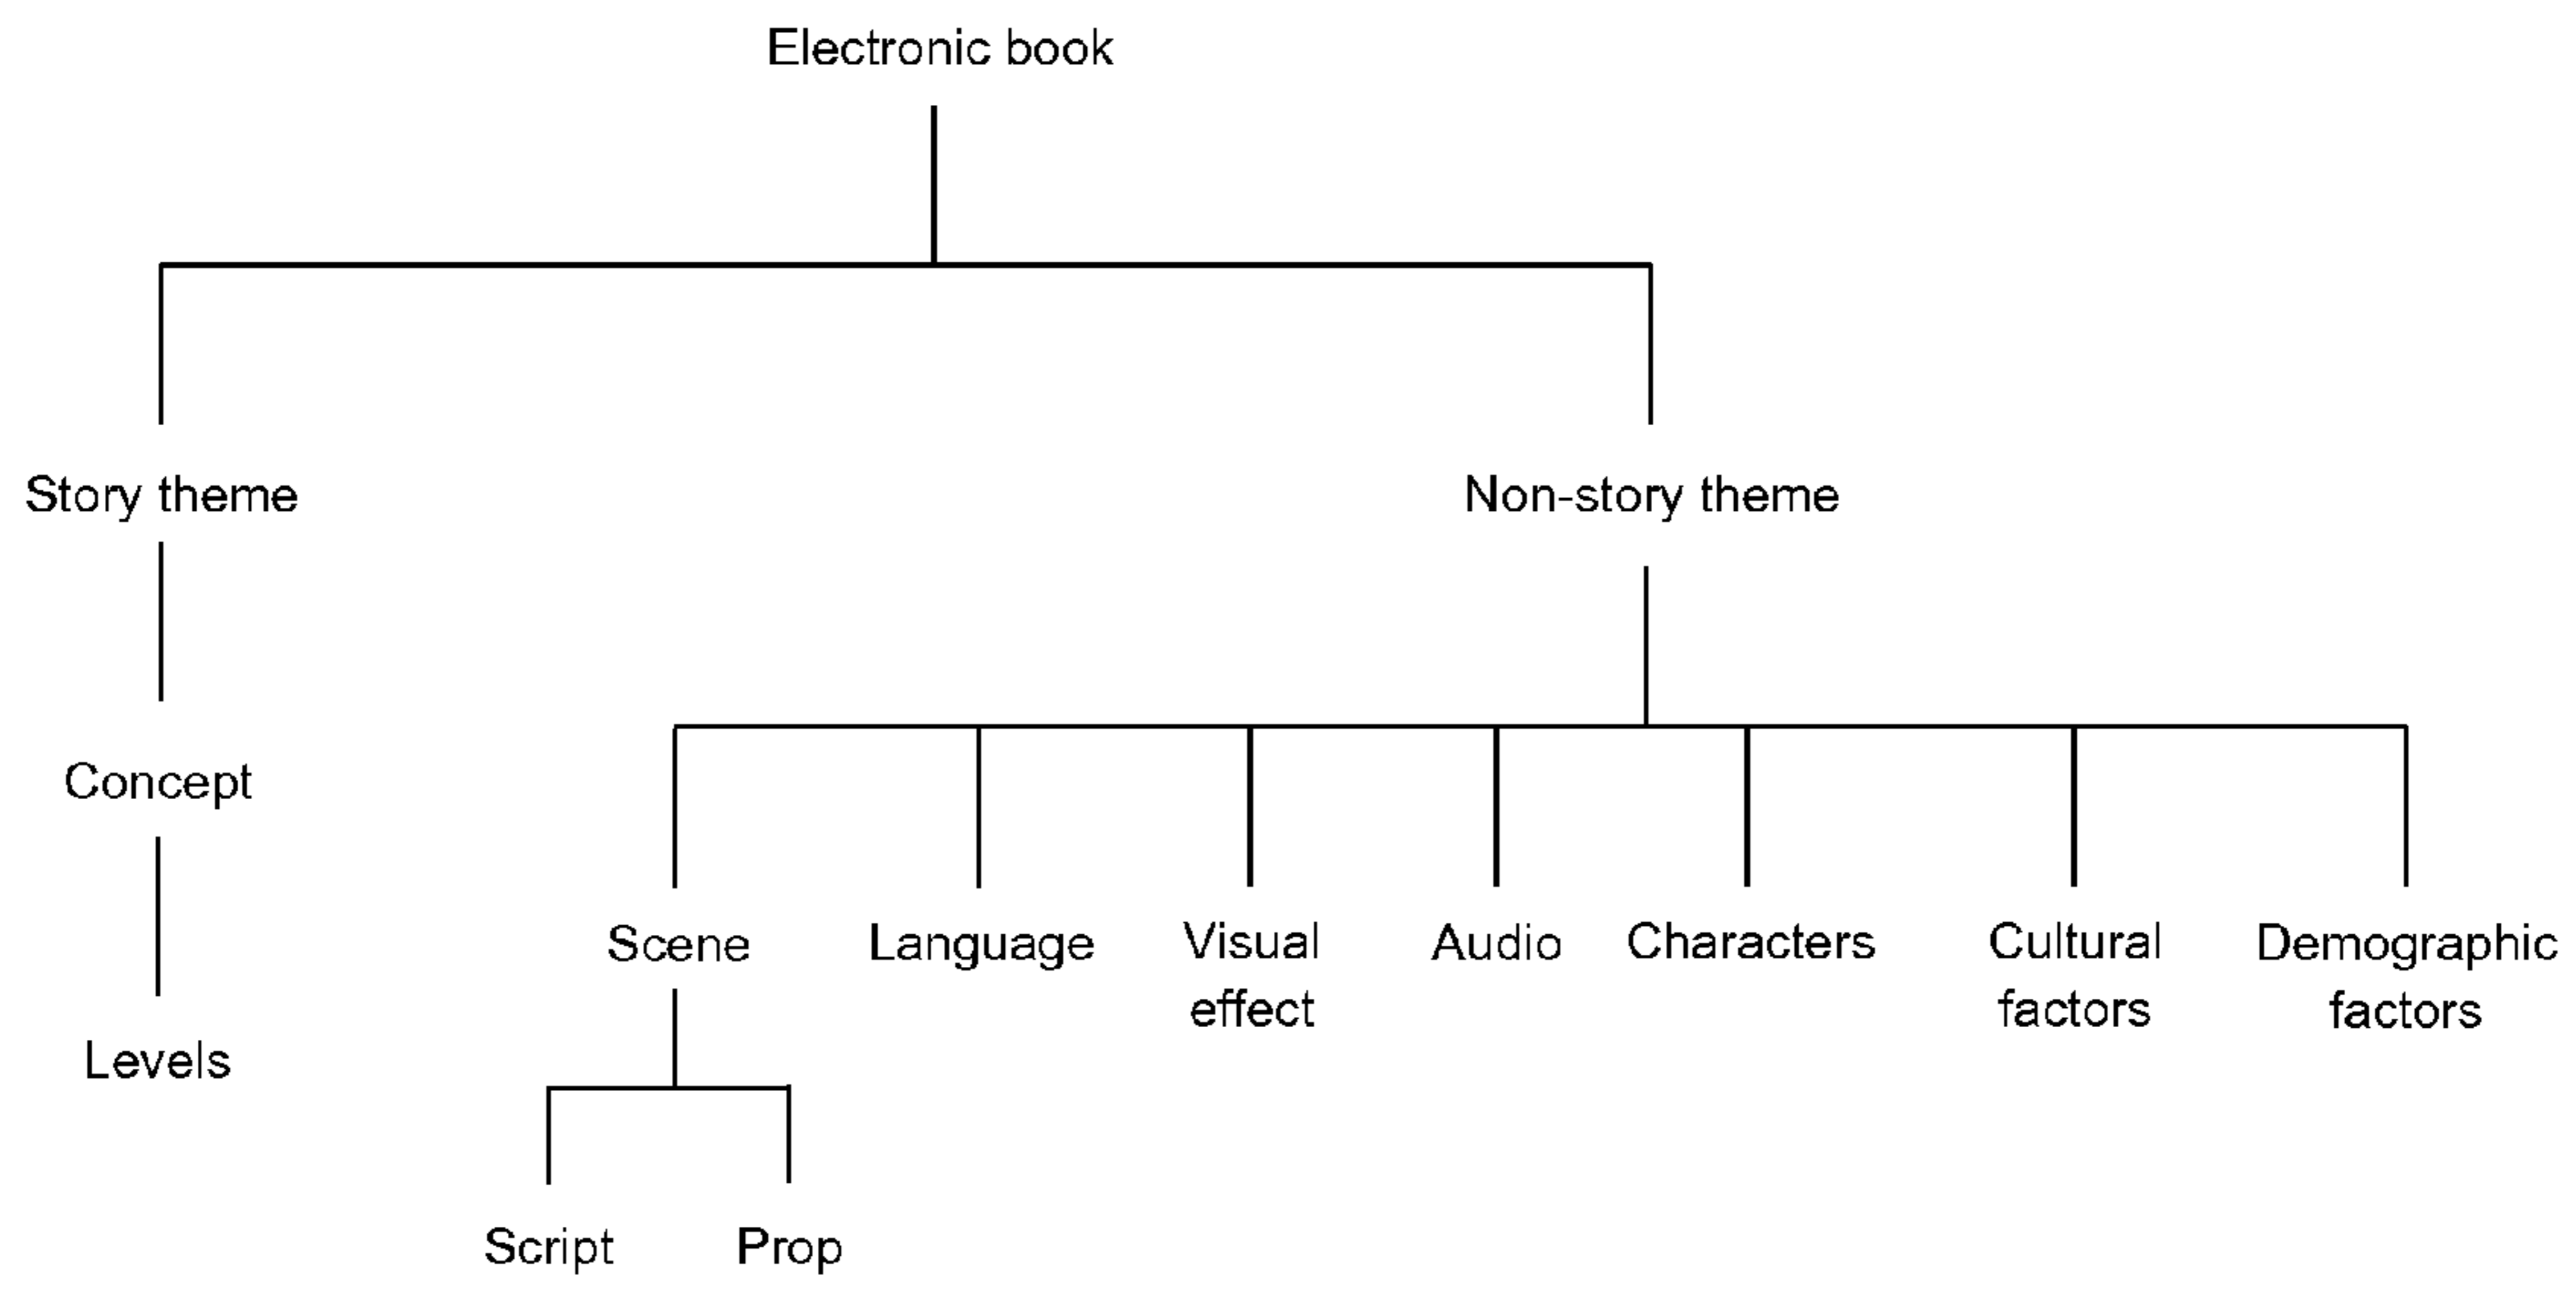 Electronic book
Story theme
Non-story theme
Concept
Levels
Scene
Language
Visual
effect
Audio
Characters
Cultural
factors
Demographic
factors
Script
Prop